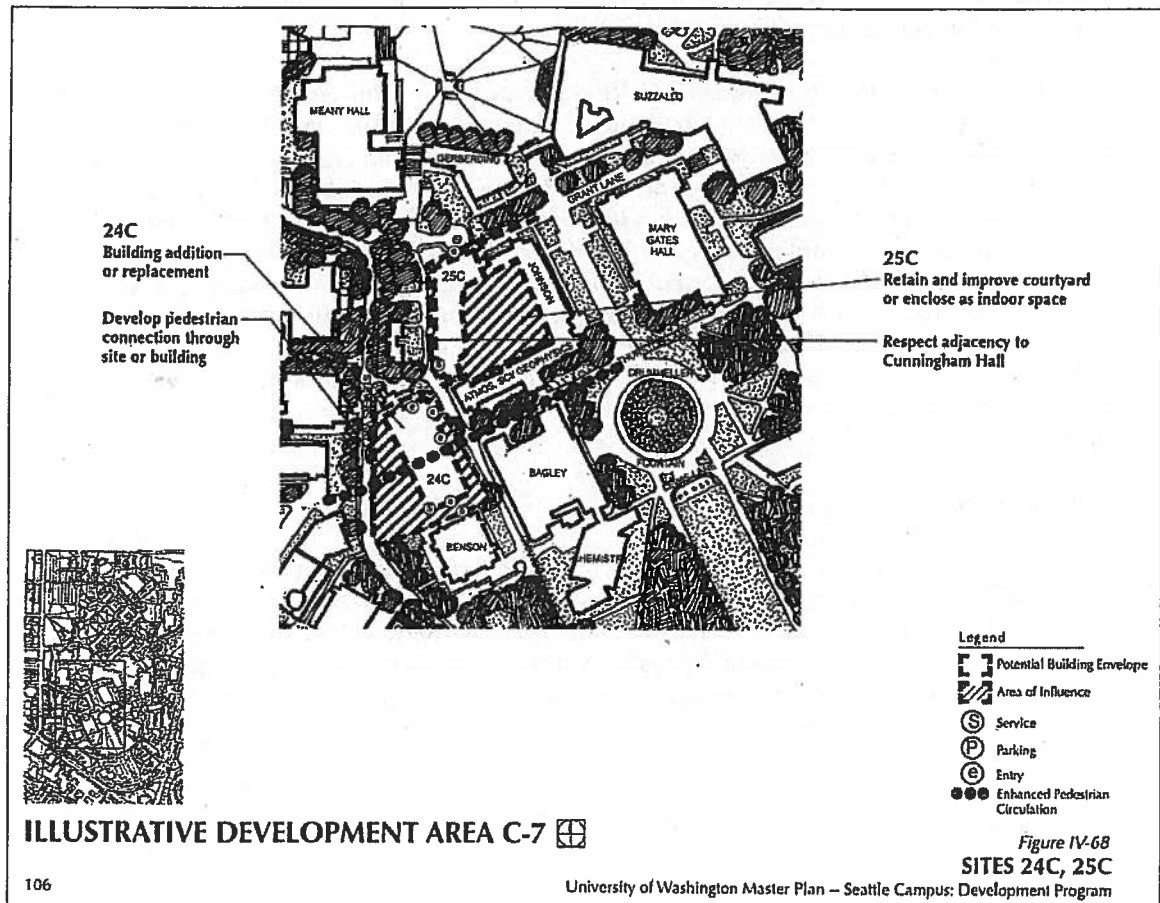 MEANY HALL
SUZZALLO
GERBERDING
GRANT LANE
MARY
GATES
HALL
24C
Building addition
or replacement
Develop pedestrian
connection through
site or building
25C
JOHNSON
25C
Retain and improve courtyard
or enclose as indoor space
Respect adjacency to
Cunningham Hall
ATMOS. SCI/ GEOPHYSICS
DRUMHELLER
FOUNTAIN
BAGLEY
24C
BENSON
CHEMISTRY
Legend
Potential Building Envelope
Area of Influence
S Service
P Parking
e Entry
Enhanced Pedestrian
Circulation
ILLUSTRATIVE DEVELOPMENT AREA C-7
Figure IV-68
SITES 24C, 25C
106
University of Washington Master Plan – Seattle Campus: Development Program